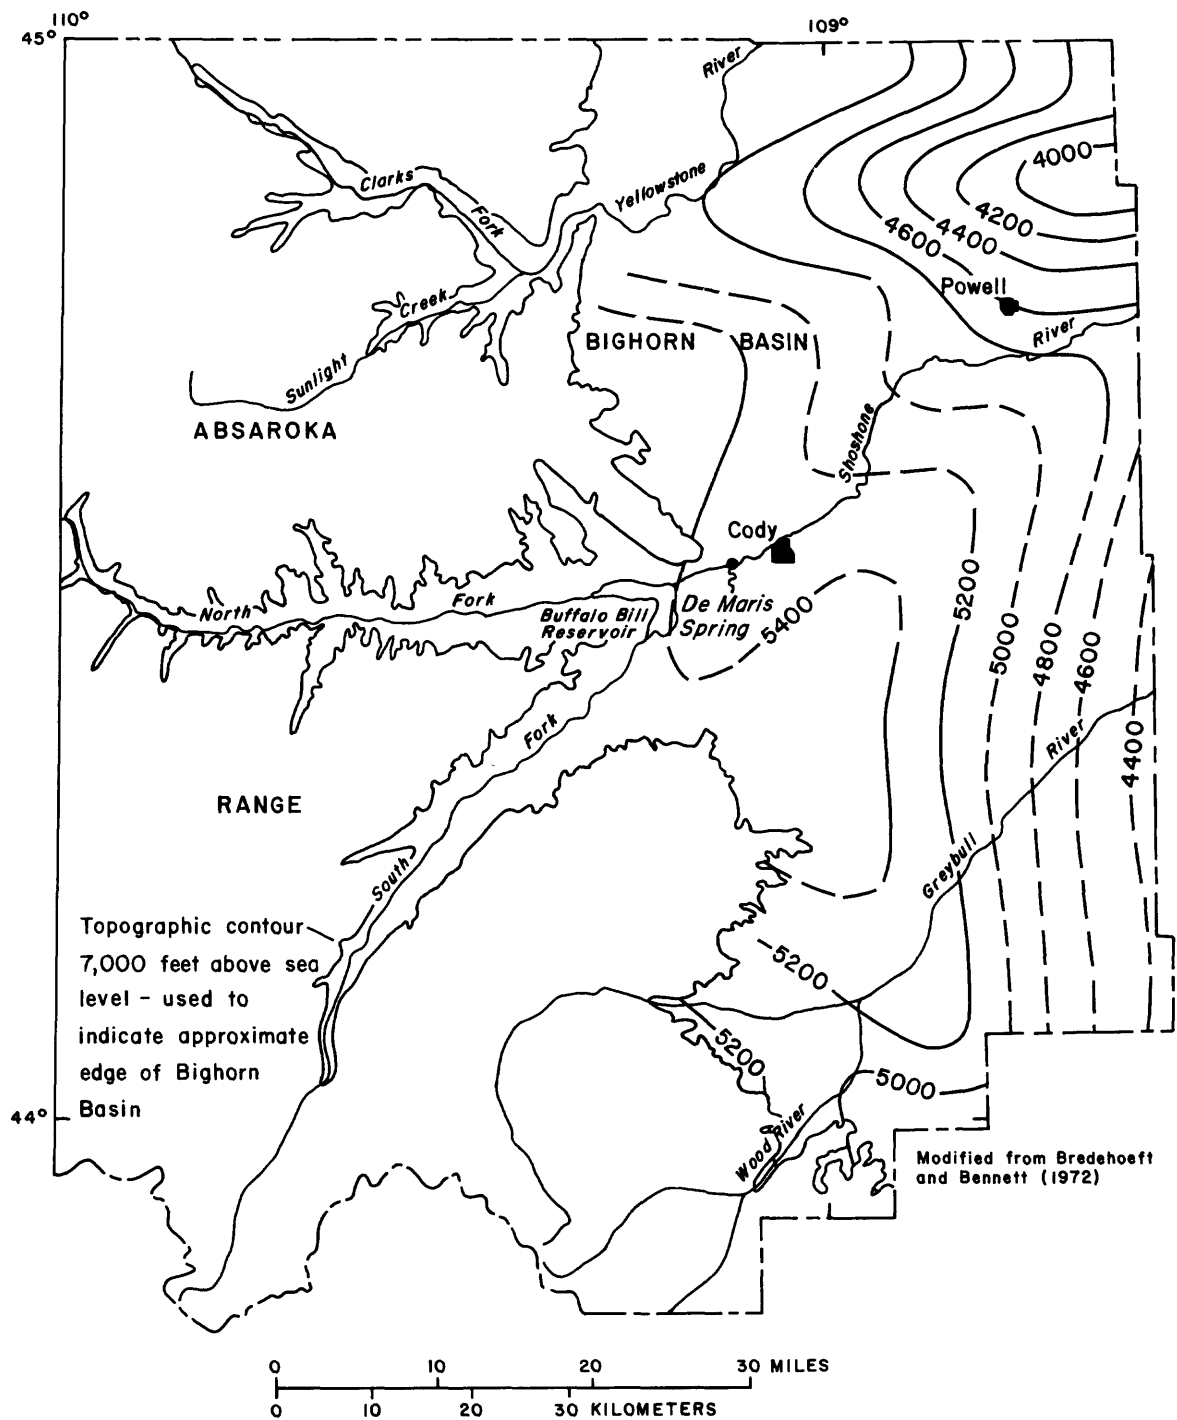 110°
45°
109°
River
4000
Clarks
Yellowstone
Fork
4200
4400
4600
Powell
Creek
River
BIGHORN BASIN
Sunlight
ABSAROKA
Shoshone
Cody
5200
North
Fork
Buffalo Bill
Reservoir
De Maris
Spring
5400
5000
4800
4600
4400
Fork
River
RANGE
Greybull
South
Topographic contour
7,000 feet above sea
level - used to
indicate approximate
edge of Bighorn
Basin
5200
5200
5000
44°
Wood River
Modified from Bredehoeft
and Bennett (1972)
0 10 20 30 MILES
0 10 20 30 KILOMETERS